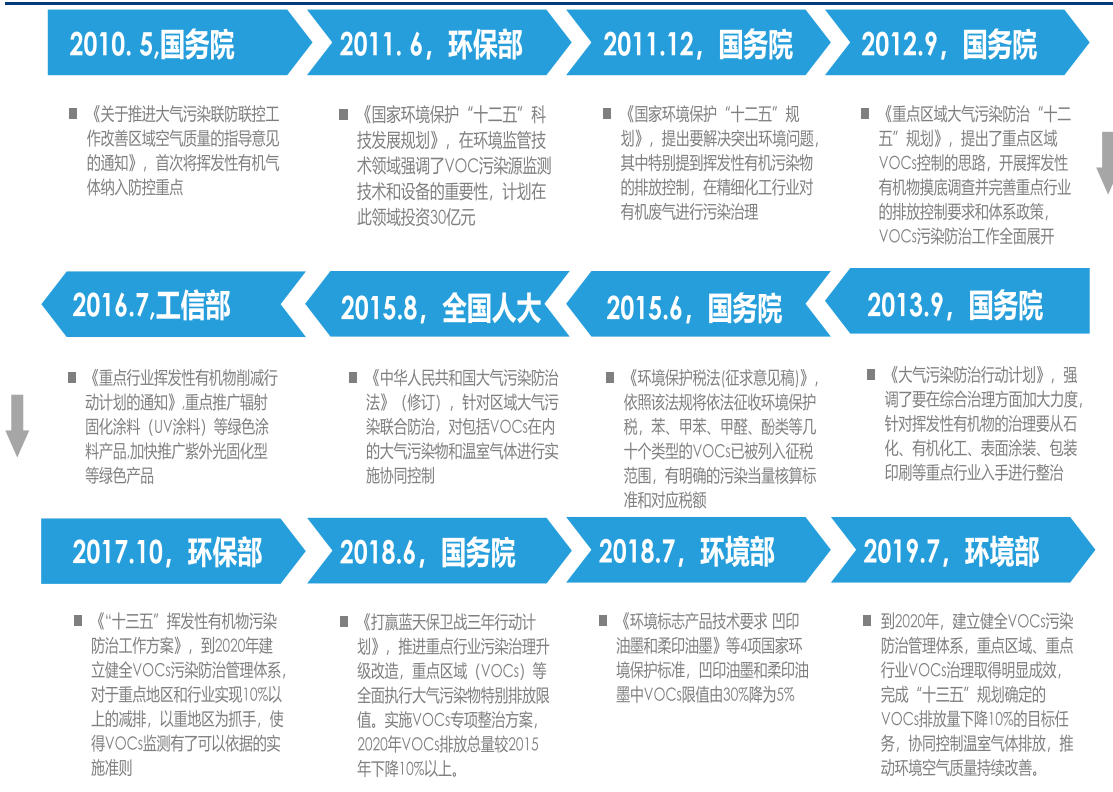 2010. 5,国务院
《关于推进大气污染联防联控工
作改善区域空气质量的指导意见
的通知》，首次将挥发性有机气
体纳入防控重点
2011. 6，环保部
《国家环境保护“十二五”科
技发展规划》，在环境监管技
术领域强调了VOC污染源监测
技术和设备的重要性，计划在
此领域投资30亿元
2011.12，国务院
《国家环境保护“十二五”规
划》，提出要解决突出环境问题，
其中特别提到挥发性有机污染物
的排放控制，在精细化工行业对
有机废气进行污染治理
2012.9，国务院
《重点区域大气污染防治“十二
五”规划》，提出了重点区域
VOCs控制的思路，开展挥发性
有机物摸底调查并完善重点行业
的排放控制要求和体系政策，
VOCs污染防治工作全面展开
2013.9，国务院
《大气污染防治行动计划》，强
调了要在综合治理方面加大力度，
针对挥发性有机物的治理要从石
化、有机化工、表面涂装、包装
印刷等重点行业入手进行整治
2015.6，国务院
《环境保护税法(征求意见稿)》，
依照该法规将依法征收环境保护
税，苯、甲苯、甲醛、酚类等几
十个类型的VOCs已被列入征税
范围，有明确的污染当量核算标
准和对应税额
2015.8，全国人大
《中华人民共和国大气污染防治
法》（修订），针对区域大气污
染联合防治，对包括VOCs在内
的大气污染物和温室气体进行实
施协同控制
2016.7,工信部
《重点行业挥发性有机物削减行
动计划的通知》,重点推广辐射
固化涂料（UV涂料）等绿色涂
料产品,加快推广紫外光固化型
等绿色产品
2017.10，环保部
《“十三五”挥发性有机物污染
防治工作方案》，到2020年建
立健全VOCs污染防治管理体系，
对于重点地区和行业实现10%以
上的减排，以重地区为抓手，使
得VOCs监测有了可以依据的实
施准则
2018.6，国务院
《打赢蓝天保卫战三年行动计
划》，推进重点行业污染治理升
级改造，重点区域（VOCs）等
全面执行大气污染物特别排放限
值。实施VOCs专项整治方案，
2020年VOCs排放总量较2015
年下降10%以上。
2018.7，环境部
《环境标志产品技术要求 凹印
油墨和柔印油墨》等4项国家环
境保护标准，凹印油墨和柔印油
墨中VOCs限值由30%降为5%
2019.7，环境部
到2020年，建立健全VOCs污染
防治管理体系，重点区域、重点
行业VOCs治理取得明显成效，
完成“十三五”规划确定的
VOCs排放量下降10%的目标任
务，协同控制温室气体排放，推
动环境空气质量持续改善。